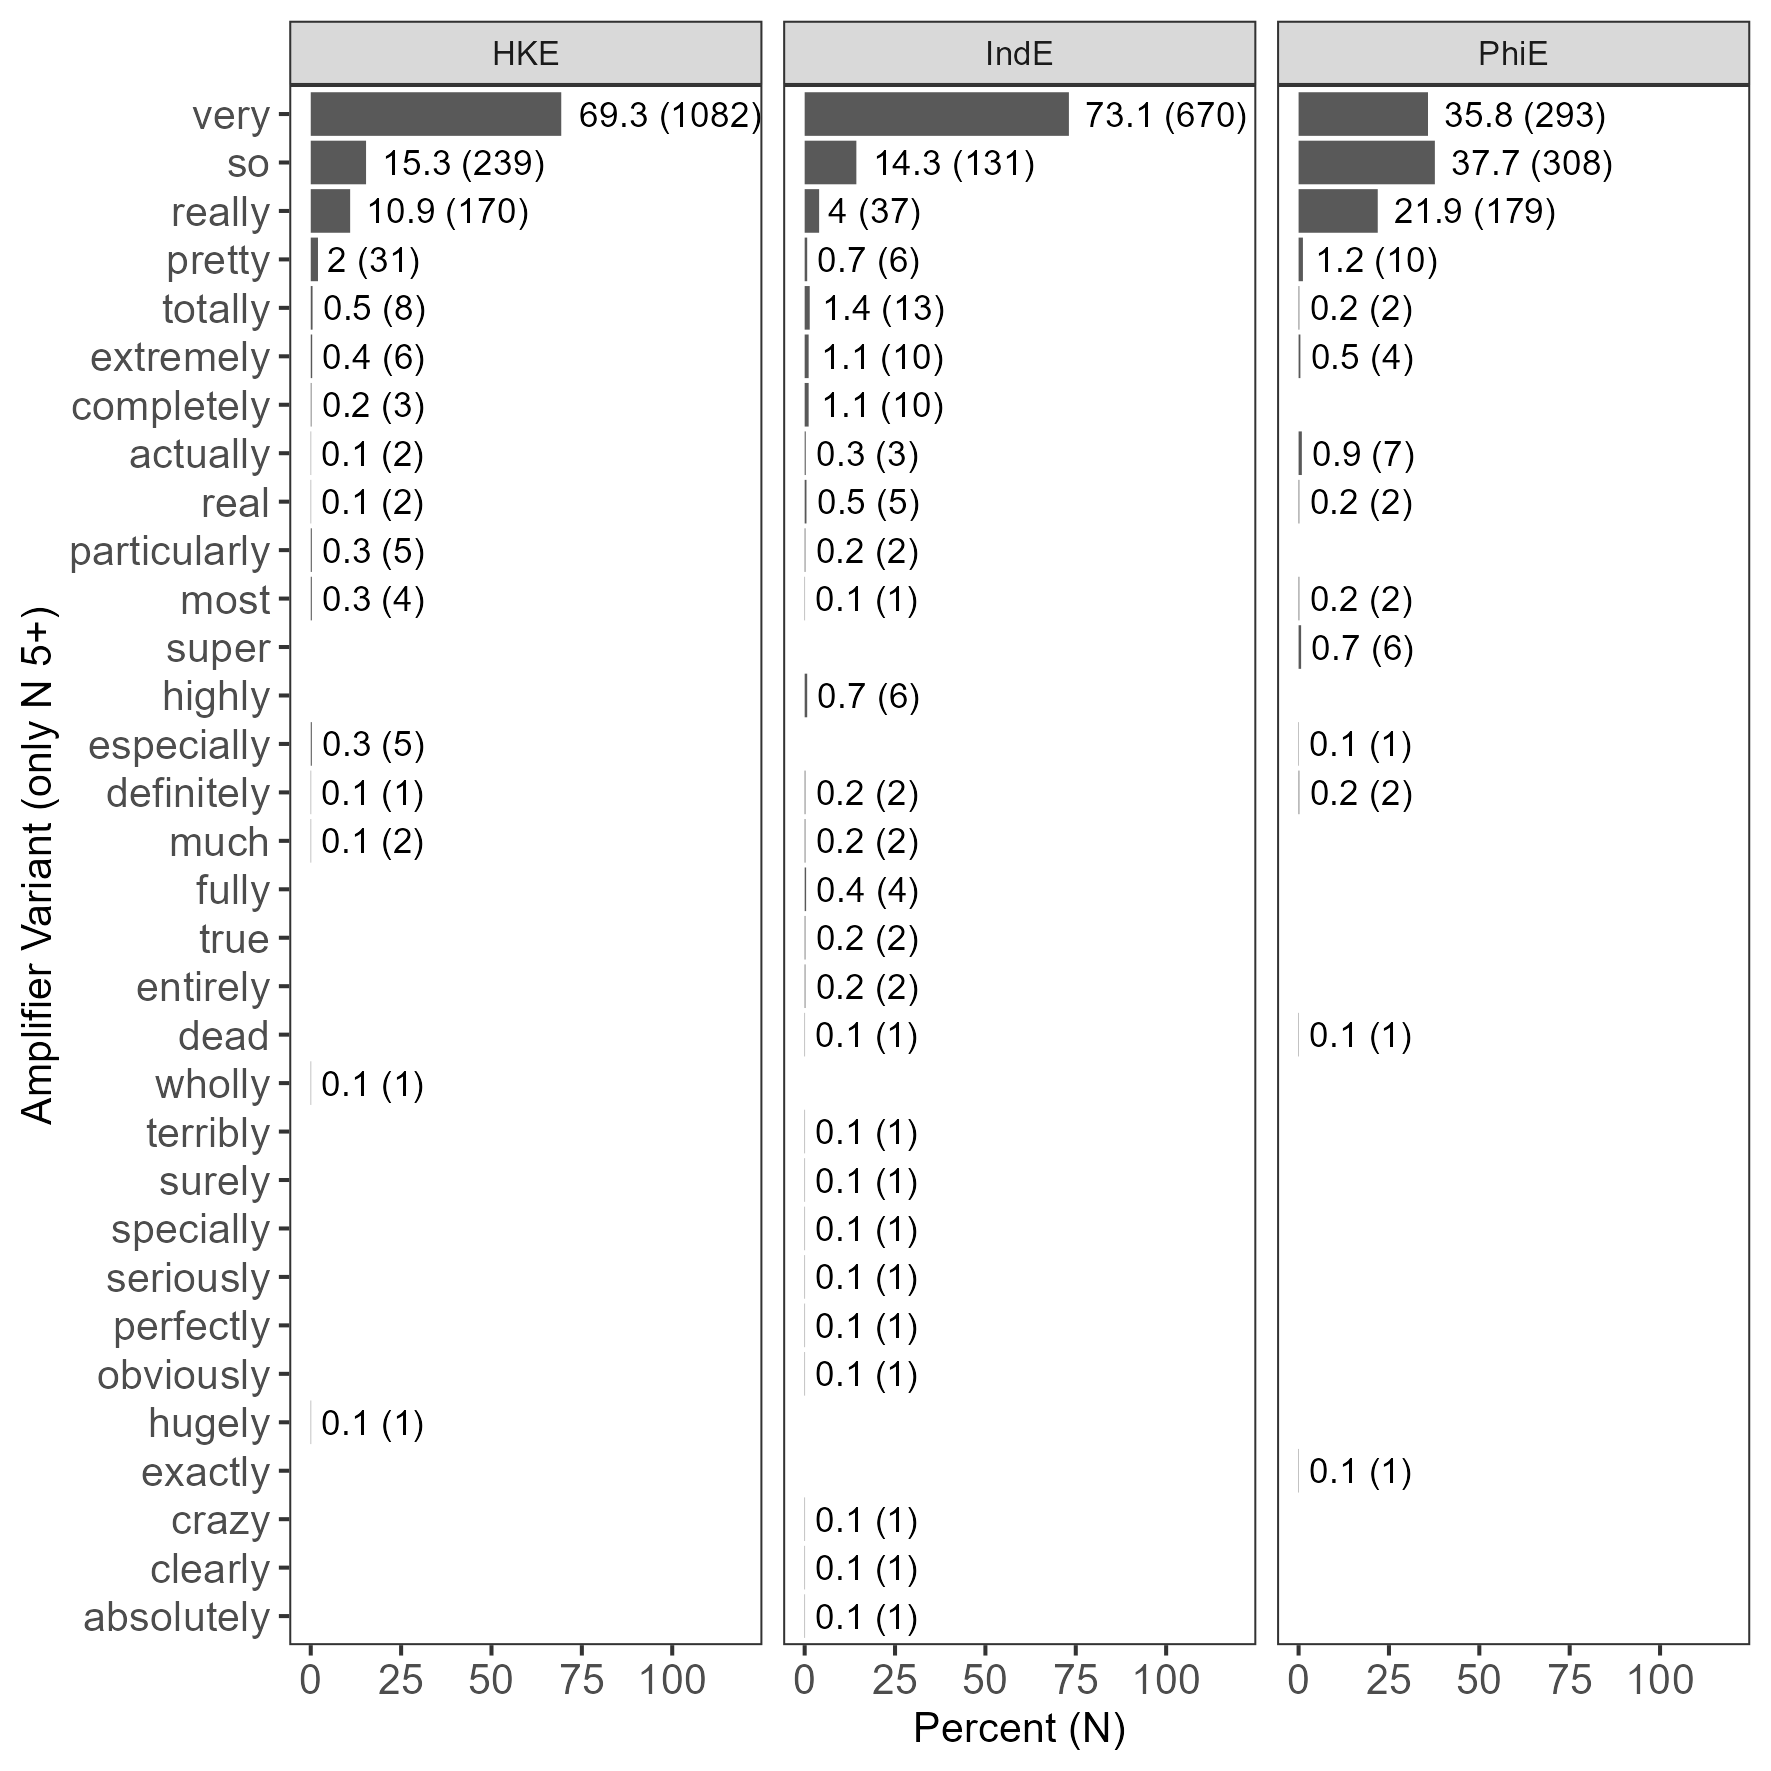 HKE IndE PhiE
very 69.3 (1082) 73.1 (670) 35.8 (293)
so 15.3 (239) 14.3 (131) 37.7 (308)
really 10.9 (170) 4 (37) 21.9 (179)
pretty 2 (31) 0.7 (6) 1.2 (10)
totally 0.5 (8) 1.4 (13) 0.2 (2)
extremely 0.4 (6) 1.1 (10) 0.5 (4)
completely 0.2 (3) 1.1 (10)
actually 0.1 (2) 0.3 (3) 0.9 (7)
real 0.1 (2) 0.5 (5) 0.2 (2)
particularly 0.3 (5) 0.2 (2)
most 0.3 (4) 0.1 (1) 0.2 (2)
super 0.7 (6)
highly 0.7 (6)
especially 0.3 (5) 0.1 (1)
definitely 0.1 (1) 0.2 (2) 0.2 (2)
much 0.1 (2) 0.2 (2)
fully 0.4 (4)
true 0.2 (2)
entirely 0.2 (2)
dead 0.1 (1) 0.1 (1)
wholly 0.1 (1)
terribly 0.1 (1)
surely 0.1 (1)
specially 0.1 (1)
seriously 0.1 (1)
perfectly 0.1 (1)
obviously 0.1 (1)
hugely 0.1 (1)
exactly 0.1 (1)
crazy 0.1 (1)
clearly 0.1 (1)
absolutely 0.1 (1)
0 25 50 75 100 0 25 50 75 100 0 25 50 75 100
Percent (N)
Amplifier Variant (only N 5+)